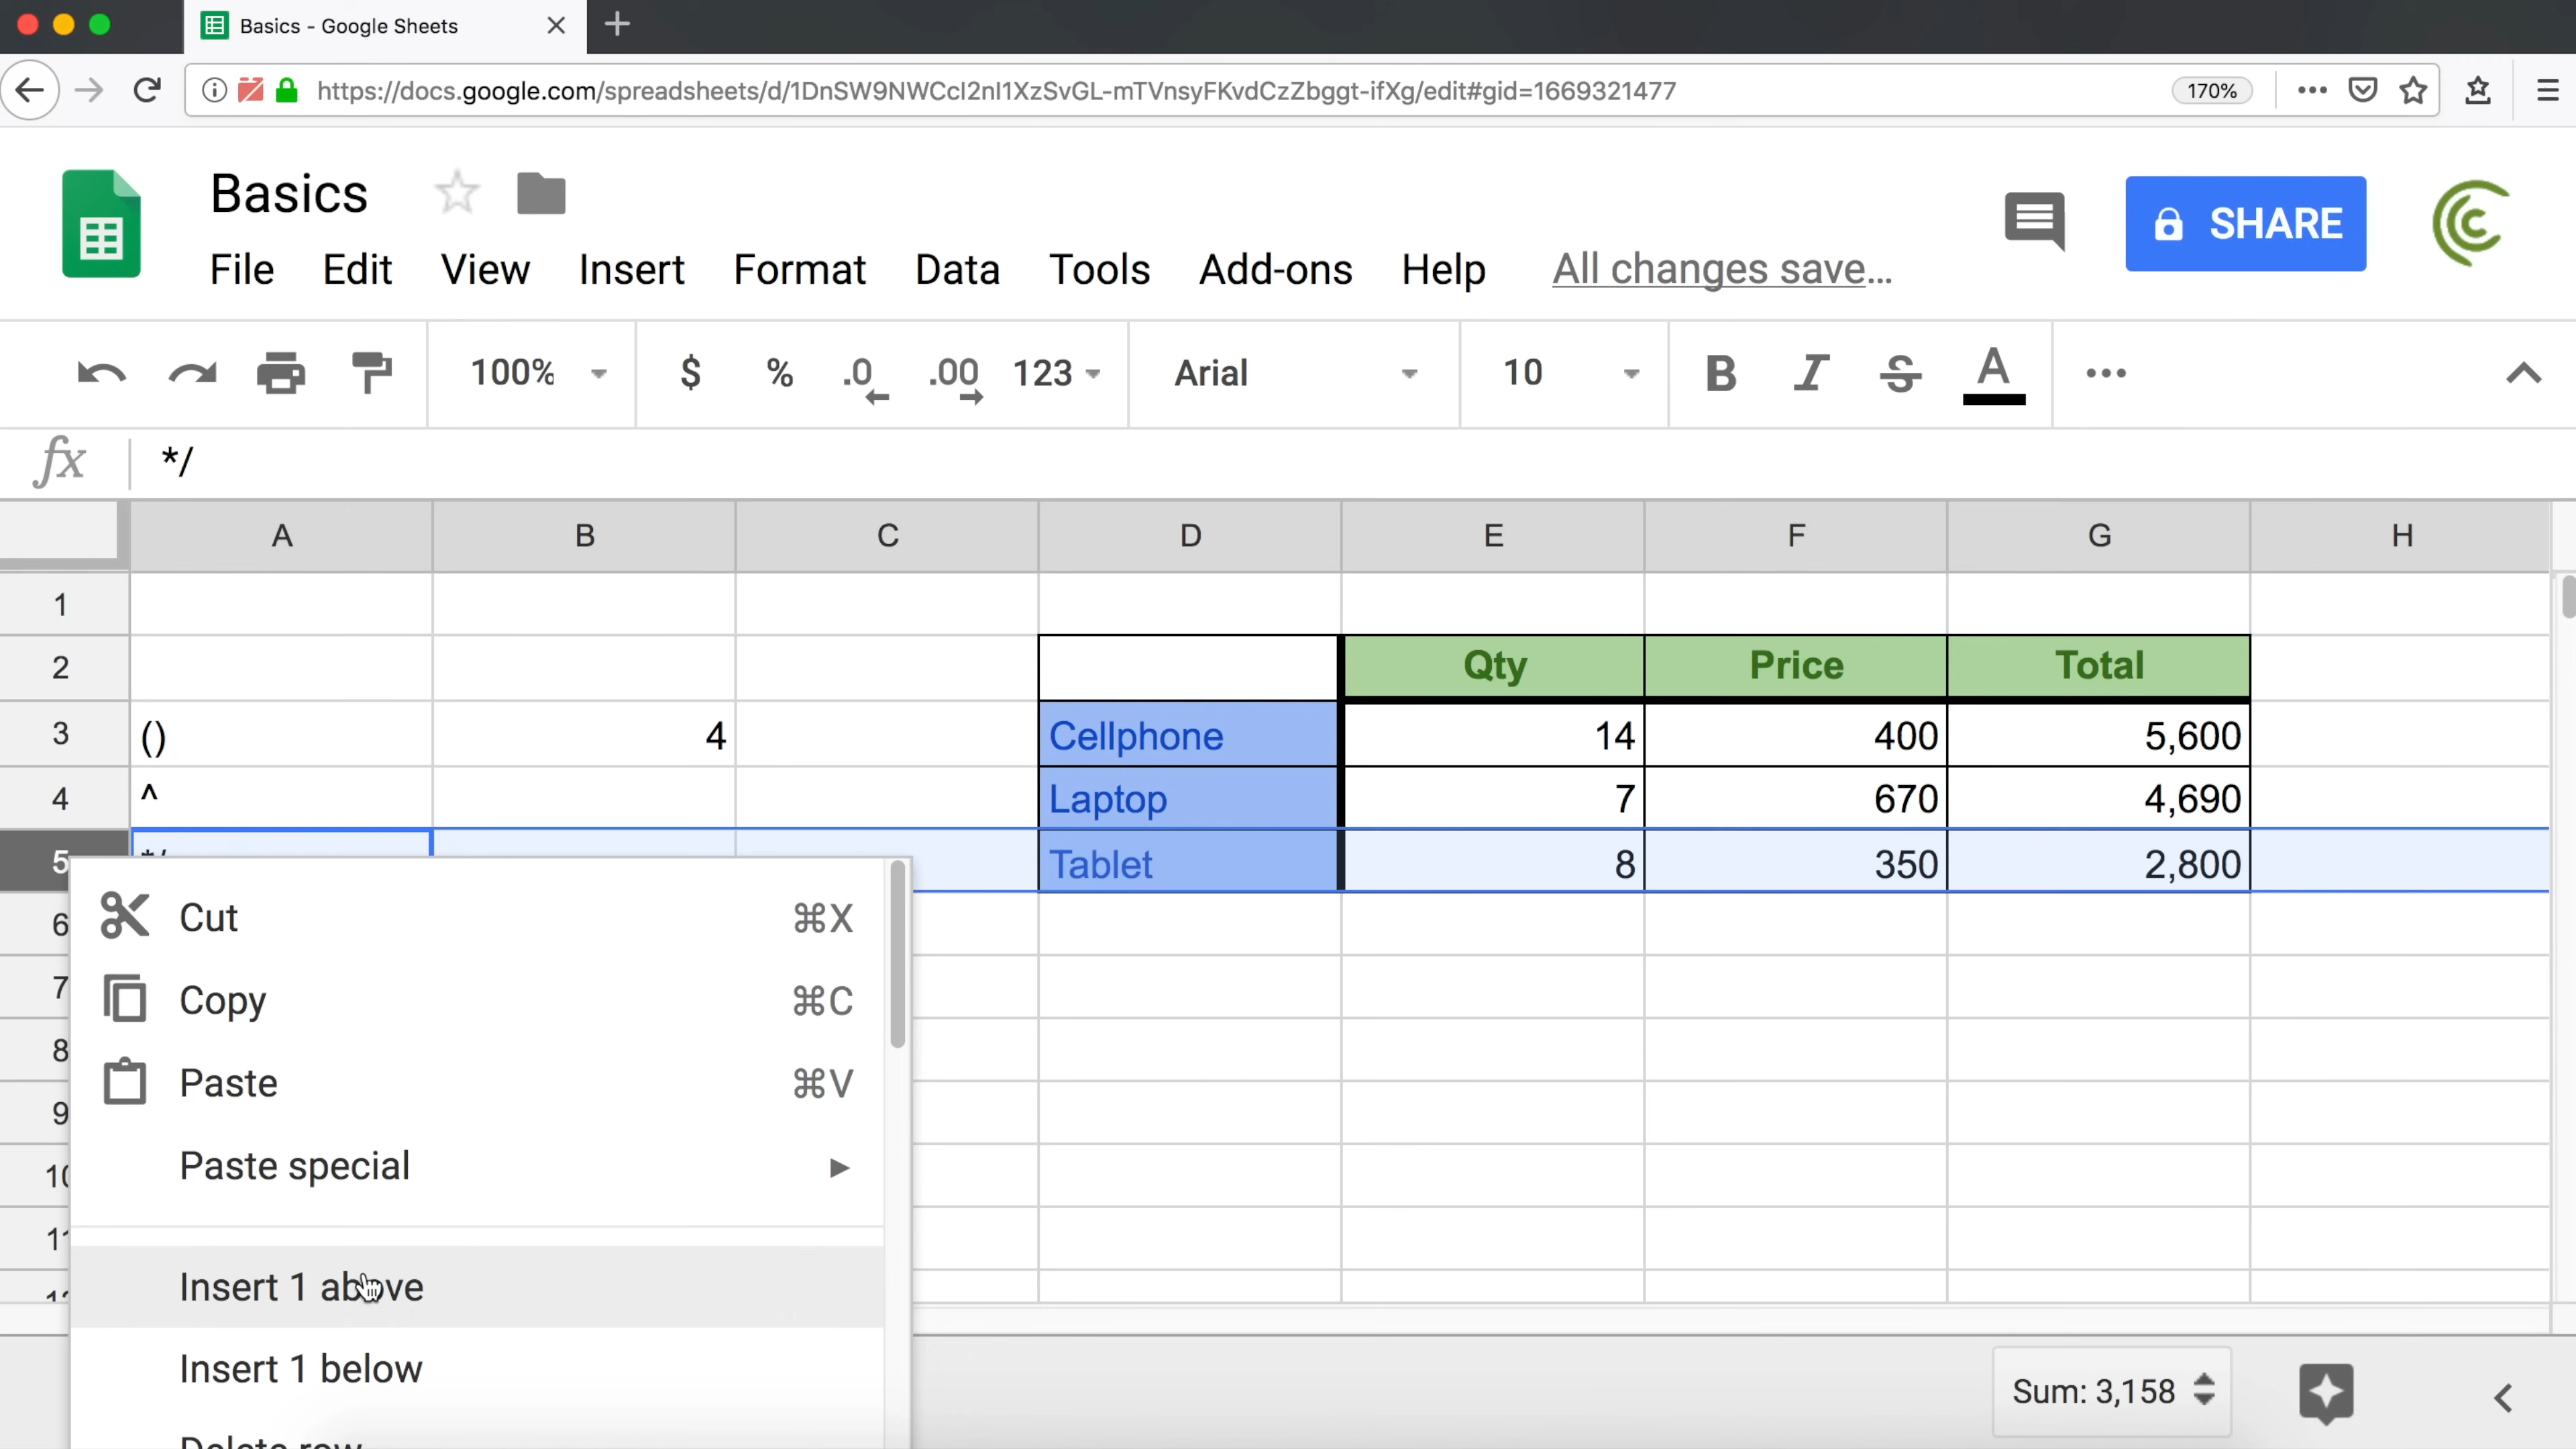 Basics - Google Sheets
https://docs.google.com/spreadsheets/d/1DnSW9NWCcI2nI1XzSvGL-mTVnsyFKvdCzZbggt-ifXg/edit#gid=1669321477 170%
Basics
File Edit View Insert Format Data Tools Add-ons Help All changes save... SHARE
100% $ % .0 .00 123 Arial 10 B I S A
fx */
A B C D E F G H
1
2 Qty Price Total
3 () 4 Cellphone 14 400 5,600
4 ^ Laptop 7 670 4,690
5 */ Tablet 8 350 2,800
6
7
8
9
10
11
Cut ⌘X
Copy ⌘C
Paste ⌘V
Paste special
Insert 1 above
Insert 1 below
Delete row
Sum: 3,158